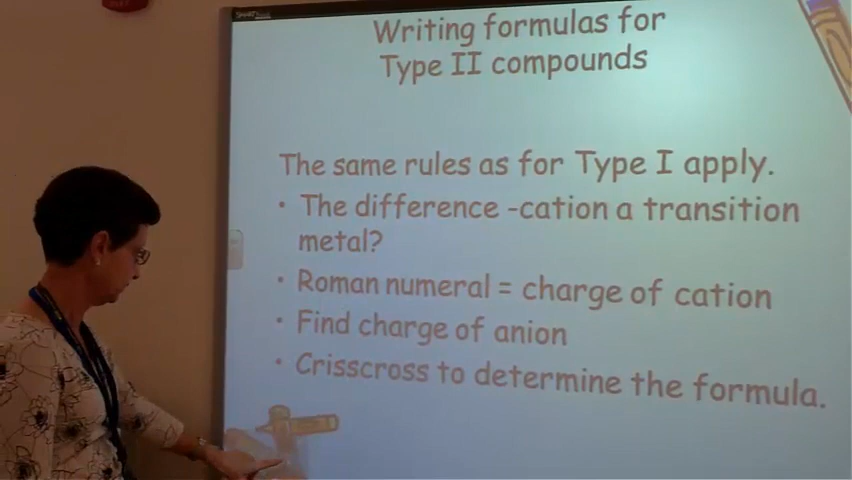 Writing formulas for
Type II compounds
The same rules as for Type I apply.
• The difference -cation a transition
metal?
• Roman numeral = charge of cation
• Find charge of anion
• Crisscross to determine the formula.